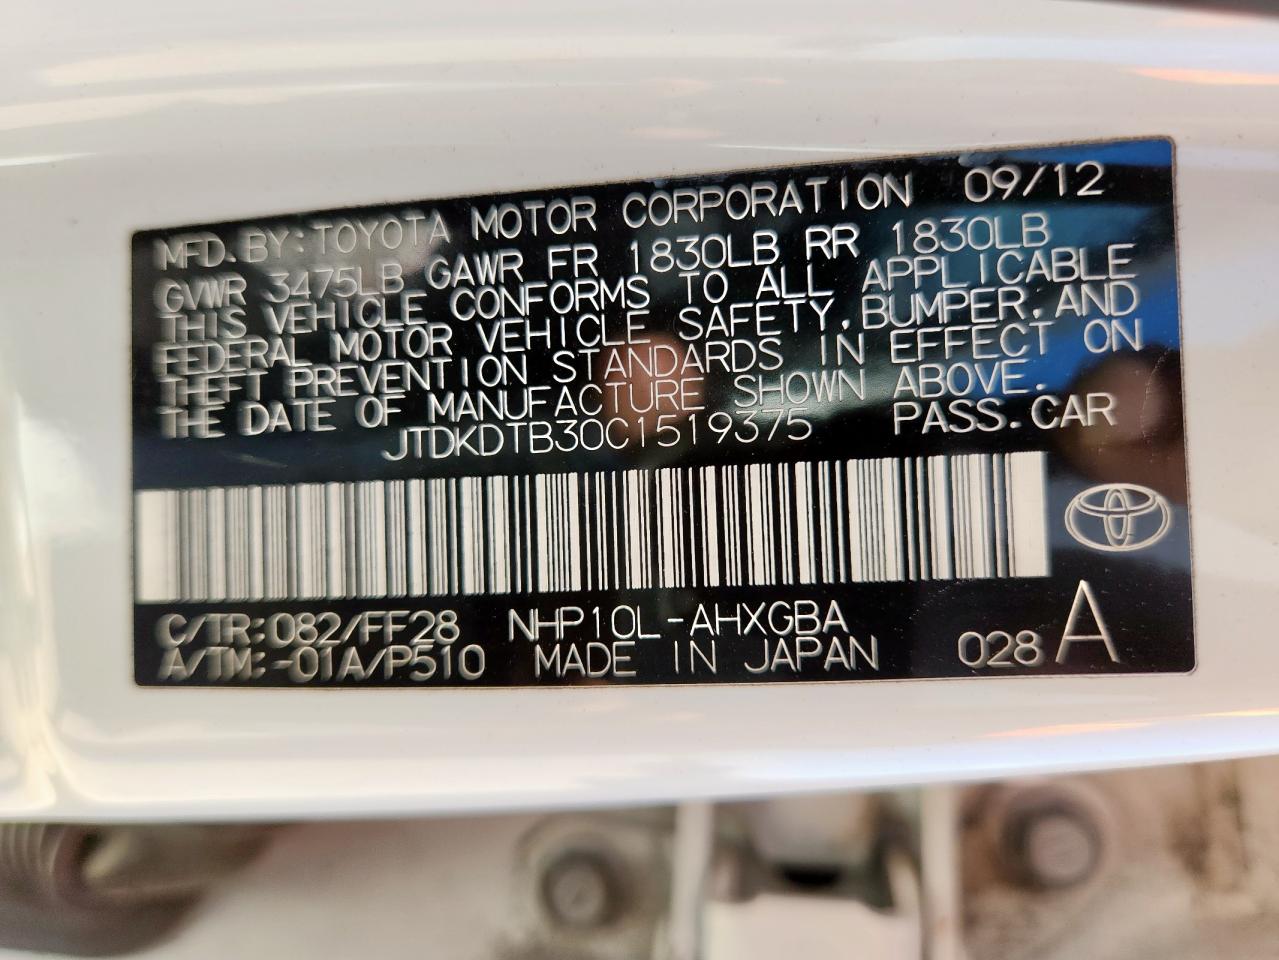 MFD.BY:TOYOTA MOTOR CORPORATION 09/12
GVWR 3475LB GAWR FR 1830LB RR 1830LB
THIS VEHICLE CONFORMS TO ALL APPLICABLE
FEDERAL MOTOR VEHICLE SAFETY,BUMPER,AND
THEFT PREVENTION STANDARDS IN EFFECT ON
THE DATE OF MANUFACTURE SHOWN ABOVE.
JTDKDTB30C1519375 PASS.CAR
C/TR:082/FF28 NHP10L-AHXGBA
A/TM:-01A/P510 MADE IN JAPAN 028 A